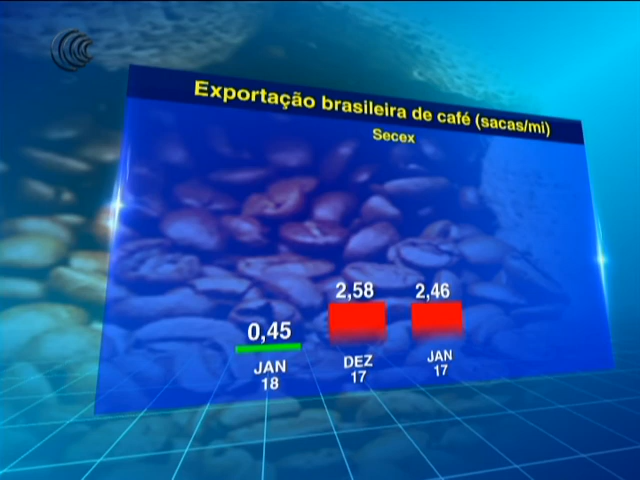 Exportação brasileira de café (sacas/mi)
Secex
0,45
2,58
2,46
JAN
18
DEZ
17
JAN
17